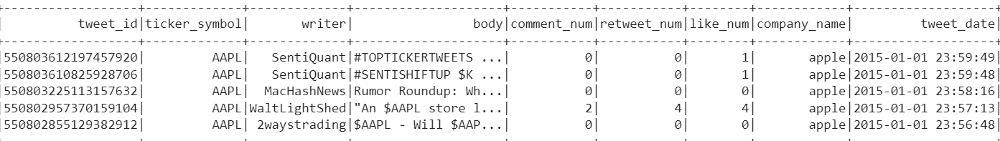 +------------------+-------------+-------------+--------------------+-----------+-----------+--------+------------+-------------------+
|          tweet_id|ticker_symbol|       writer|                body|comment_num|retweet_num|like_num|company_name|         tweet_date|
+------------------+-------------+-------------+--------------------+-----------+-----------+--------+------------+-------------------+
|550803612197457920|         AAPL|   SentiQuant|#TOPTICKERTWEETS ...|          0|          0|       1|       apple|2015-01-01 23:59:49|
|550803610825928706|         AAPL|   SentiQuant|#SENTISHIFTUP $K ...|          0|          0|       1|       apple|2015-01-01 23:59:48|
|550803225113157632|         AAPL|  MacHashNews|Rumor Roundup: Wh...|          0|          0|       0|       apple|2015-01-01 23:58:16|
|550802957370159104|         AAPL|WaltLightShed|"An $AAPL store l...|          2|          4|       4|       apple|2015-01-01 23:57:13|
|550802855129382912|         AAPL| 2waystrading|$AAPL - Will $AAP...|          0|          0|       0|       apple|2015-01-01 23:56:48|